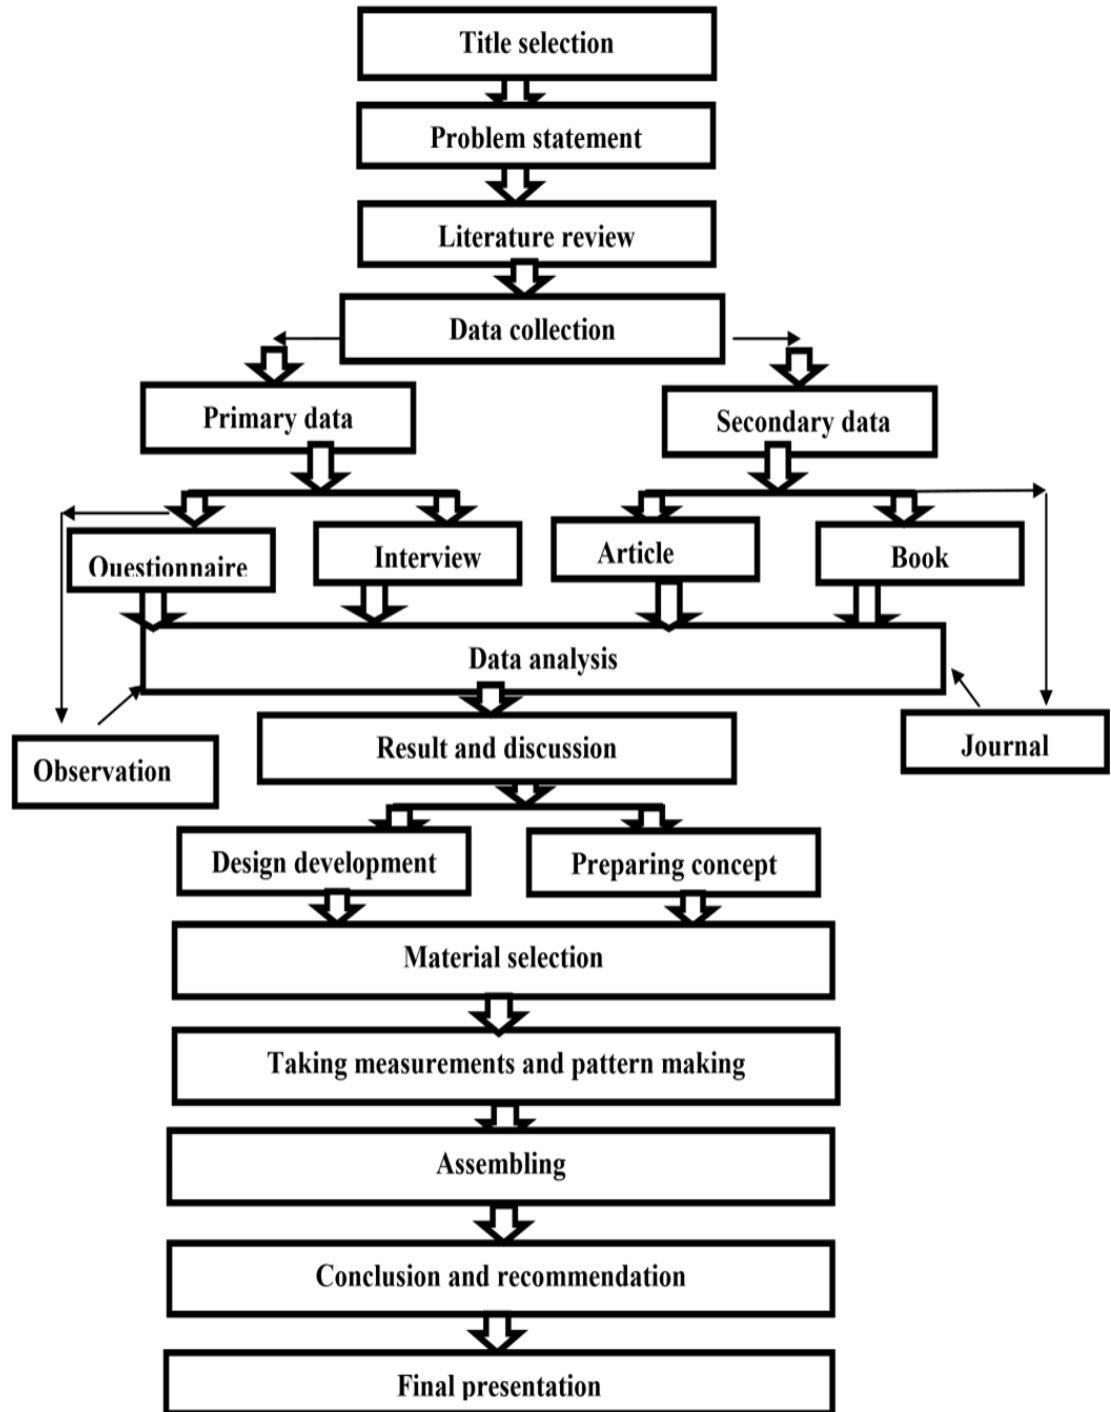 Title selection
Problem statement
Literature review
Data collection
Primary data
Secondary data
Questionnaire
Interview
Article
Book
Data analysis
Result and discussion
Journal
Observation
Design development
Preparing concept
Material selection
Taking measurements and pattern making
Assembling
Conclusion and recommendation
Final presentation